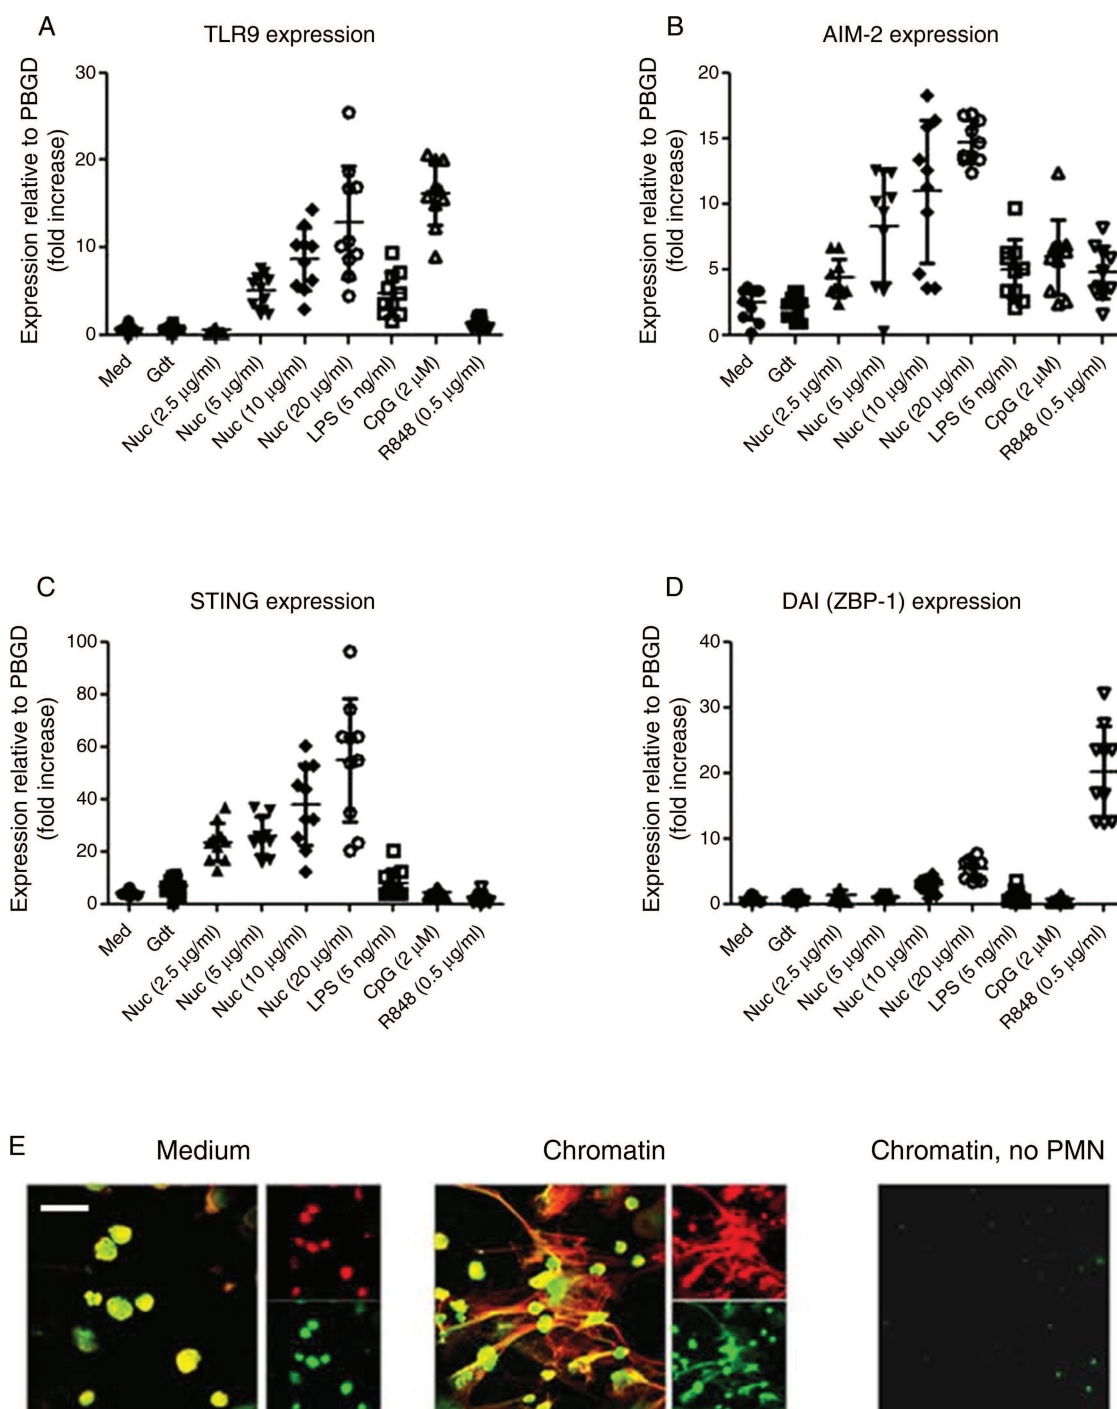 A
TLR9 expression
Expression relative to PBGD
(fold increase)
30
20
10
0
Med
Gdt
Nuc (2.5 µg/ml)
Nuc (5 µg/ml)
Nuc (10 µg/ml)
Nuc (20 µg/ml)
LPS (5 ng/ml)
CpG (2 µM)
R848 (0.5 µg/ml)
B
AIM-2 expression
Expression relative to PBGD
(fold increase)
20
15
10
5
0
Med
Gdt
Nuc (2.5 µg/ml)
Nuc (5 µg/ml)
Nuc (10 µg/ml)
Nuc (20 µg/ml)
LPS (5 ng/ml)
CpG (2 µM)
R848 (0.5 µg/ml)
C
STING expression
Expression relative to PBGD
(fold increase)
100
80
60
40
20
0
Med
Gdt
Nuc (2.5 µg/ml)
Nuc (5 µg/ml)
Nuc (10 µg/ml)
Nuc (20 µg/ml)
LPS (5 ng/ml)
CpG (2 µM)
R848 (0.5 µg/ml)
D
DAI (ZBP-1) expression
Expression relative to PBGD
(fold increase)
40
30
20
10
0
Med
Gdt
Nuc (2.5 µg/ml)
Nuc (5 µg/ml)
Nuc (10 µg/ml)
Nuc (20 µg/ml)
LPS (5 ng/ml)
CpG (2 µM)
R848 (0.5 µg/ml)
E
Medium
Chromatin
Chromatin, no PMN